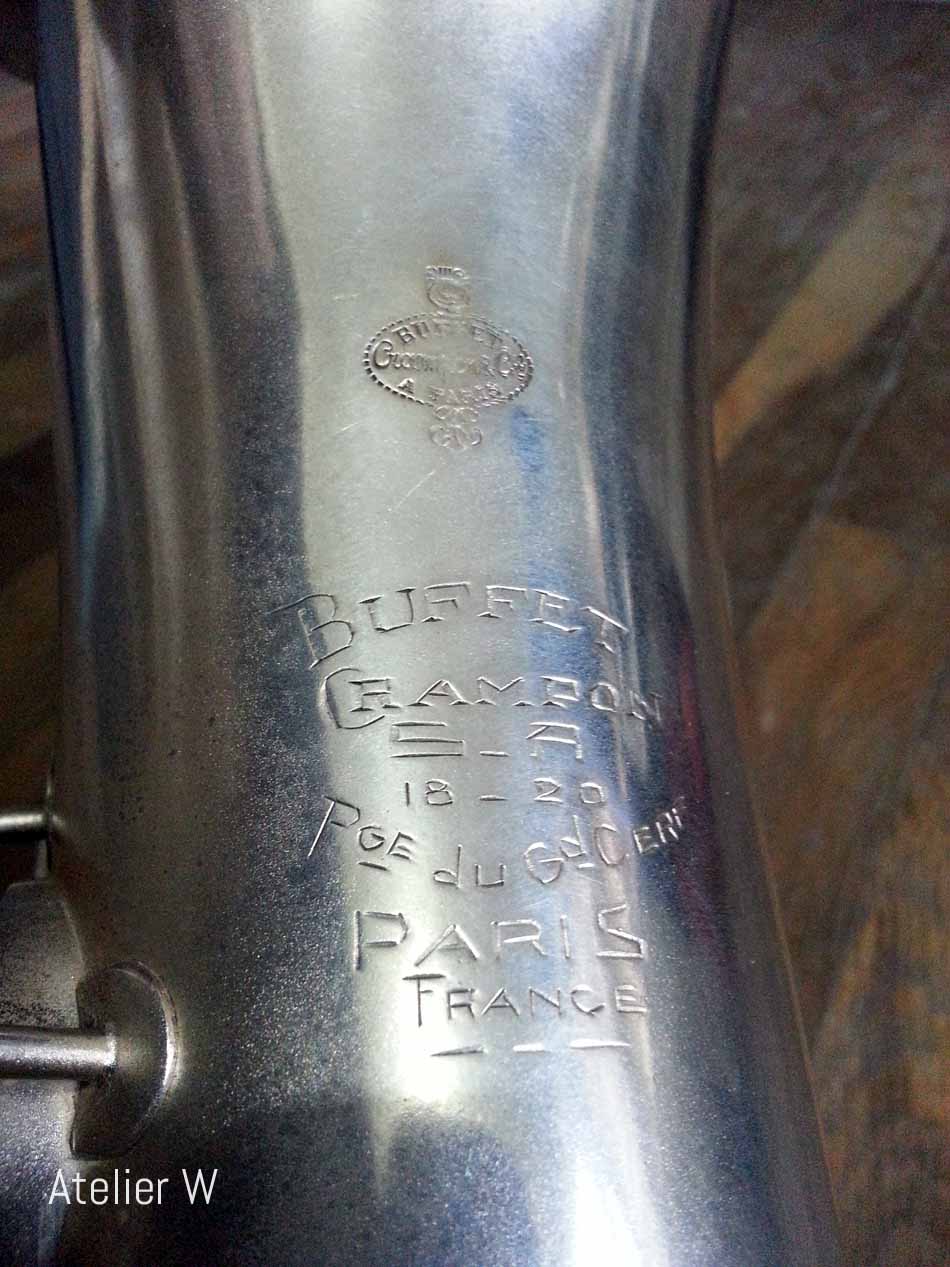 BUFFET
Crampon & Cie
A PARIS
BUFFET
CRAMPON
S-A
18-20
PGE du Gd CERF
PARIS
FRANCE
Atelier W